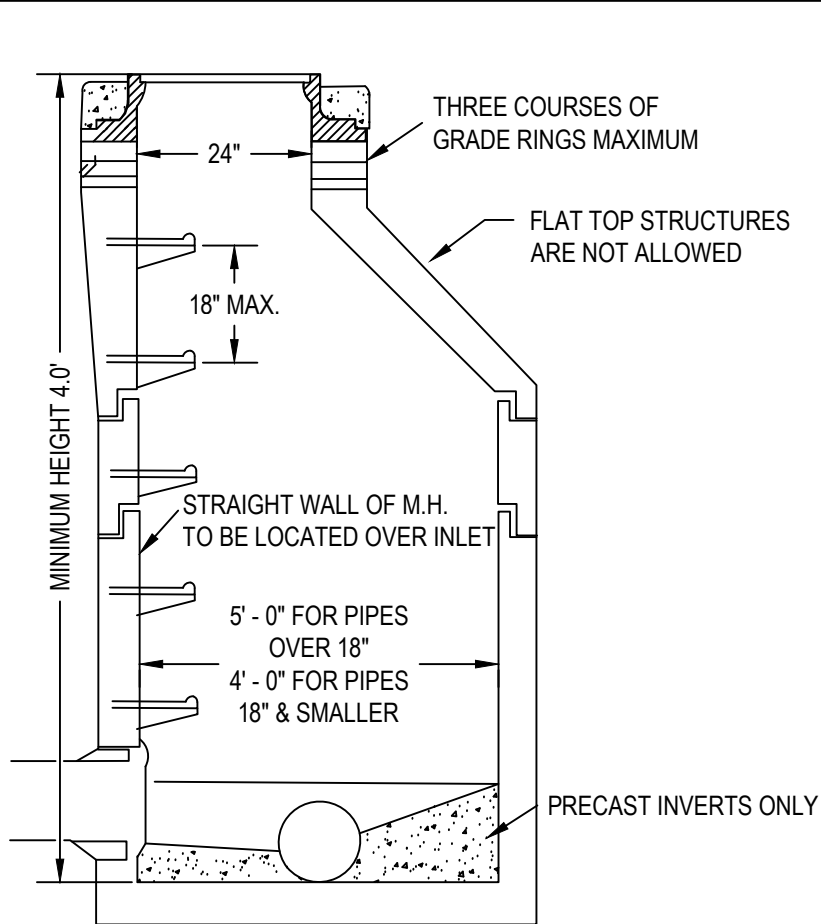 THREE COURSES OF
GRADE RINGS MAXIMUM
24"
FLAT TOP STRUCTURES
ARE NOT ALLOWED
18" MAX.
MINIMUM HEIGHT 4.0'
STRAIGHT WALL OF M.H.
TO BE LOCATED OVER INLET
5' - 0" FOR PIPES
OVER 18"
4' - 0" FOR PIPES
18" & SMALLER
PRECAST INVERTS ONLY